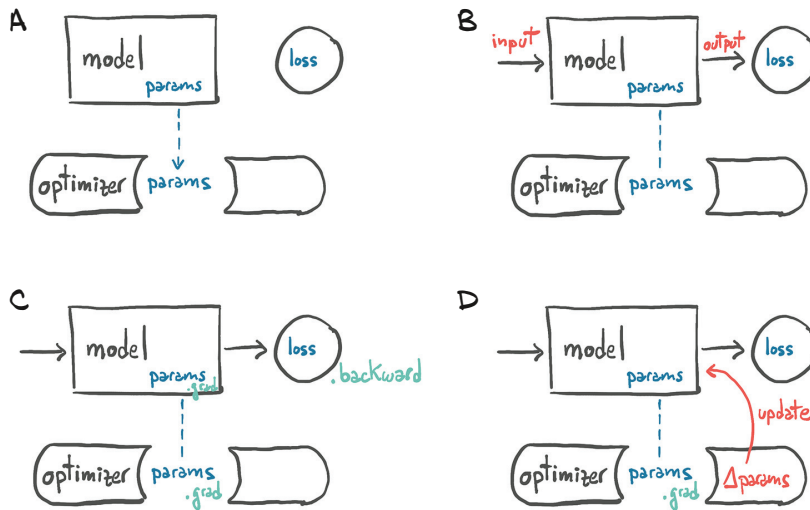 A
model
params
loss
optimizer
params
B
input
model
params
output
loss
optimizer
params
C
model
params
.grad
loss
.backward
optimizer
params
.grad
D
model
params
loss
update
optimizer
params
.grad
Δparams